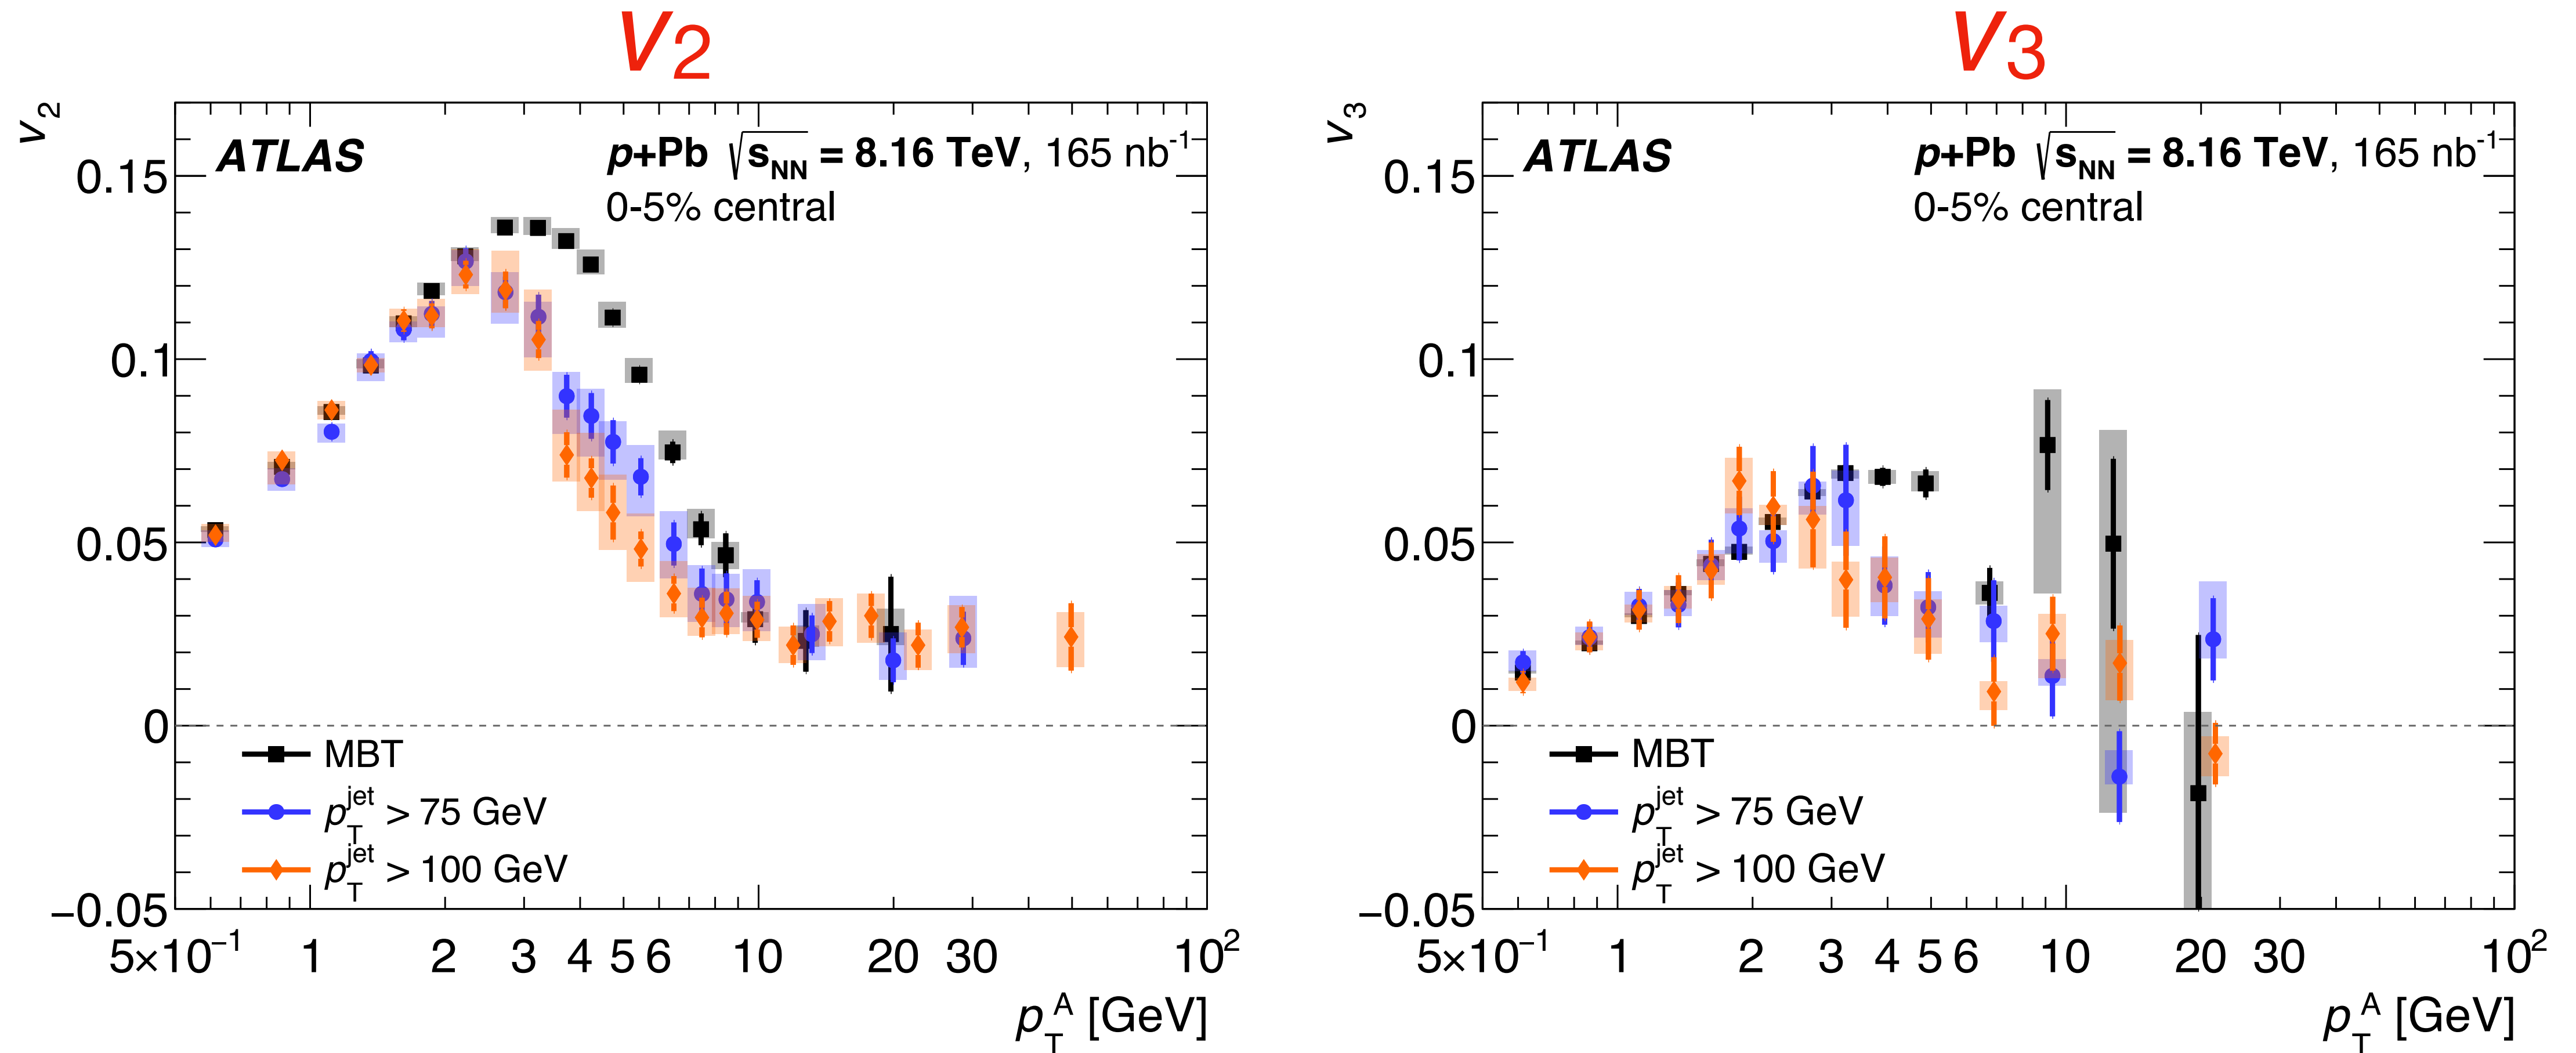 v2
v2
ATLAS
p+Pb √sNN = 8.16 TeV, 165 nb-1
0-5% central
0.15
0.1
0.05
0
−0.05
MBT
pTjet > 75 GeV
pTjet > 100 GeV
5×10−1 1 2 3 4 5 6 10 20 30 102
pTA [GeV]
v3
v3
ATLAS
p+Pb √sNN = 8.16 TeV, 165 nb-1
0-5% central
0.15
0.1
0.05
0
−0.05
MBT
pTjet > 75 GeV
pTjet > 100 GeV
5×10−1 1 2 3 4 5 6 10 20 30 102
pTA [GeV]